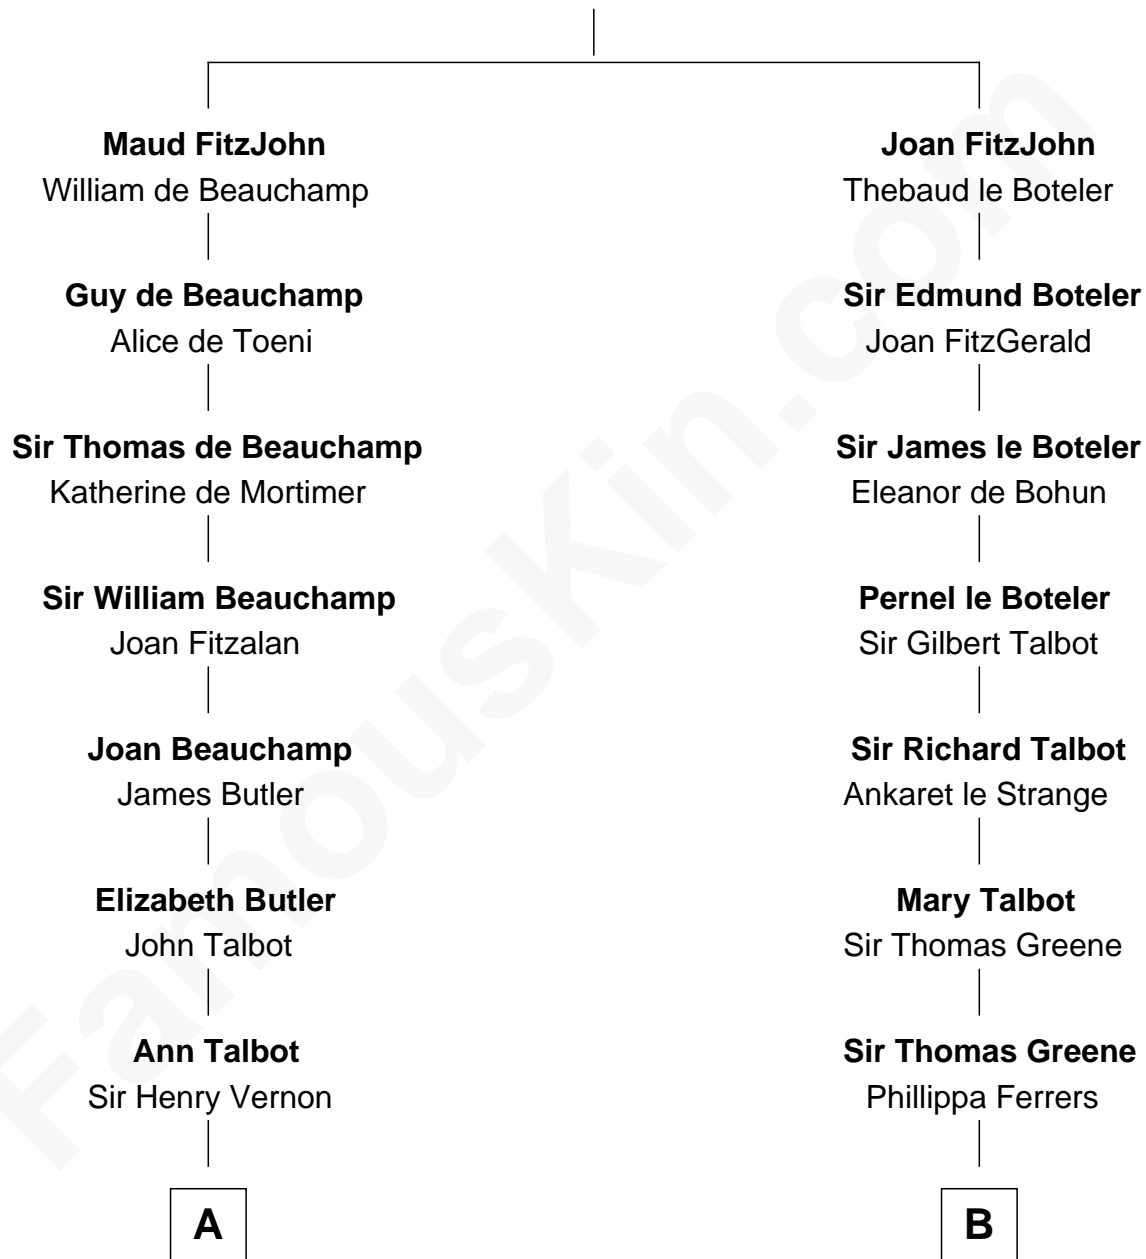 Maud FitzJohn
William de Beauchamp
Guy de Beauchamp
Alice de Toeni
Sir Thomas de Beauchamp
Katherine de Mortimer
Sir William Beauchamp
Joan Fitzalan
Joan Beauchamp
James Butler
Elizabeth Butler
John Talbot
Ann Talbot
Sir Henry Vernon
A
Joan FitzJohn
Thebaud le Boteler
Sir Edmund Boteler
Joan FitzGerald
Sir James le Boteler
Eleanor de Bohun
Pernel le Boteler
Sir Gilbert Talbot
Sir Richard Talbot
Ankaret le Strange
Mary Talbot
Sir Thomas Greene
Sir Thomas Greene
Phillippa Ferrers
B
FamousKin.com